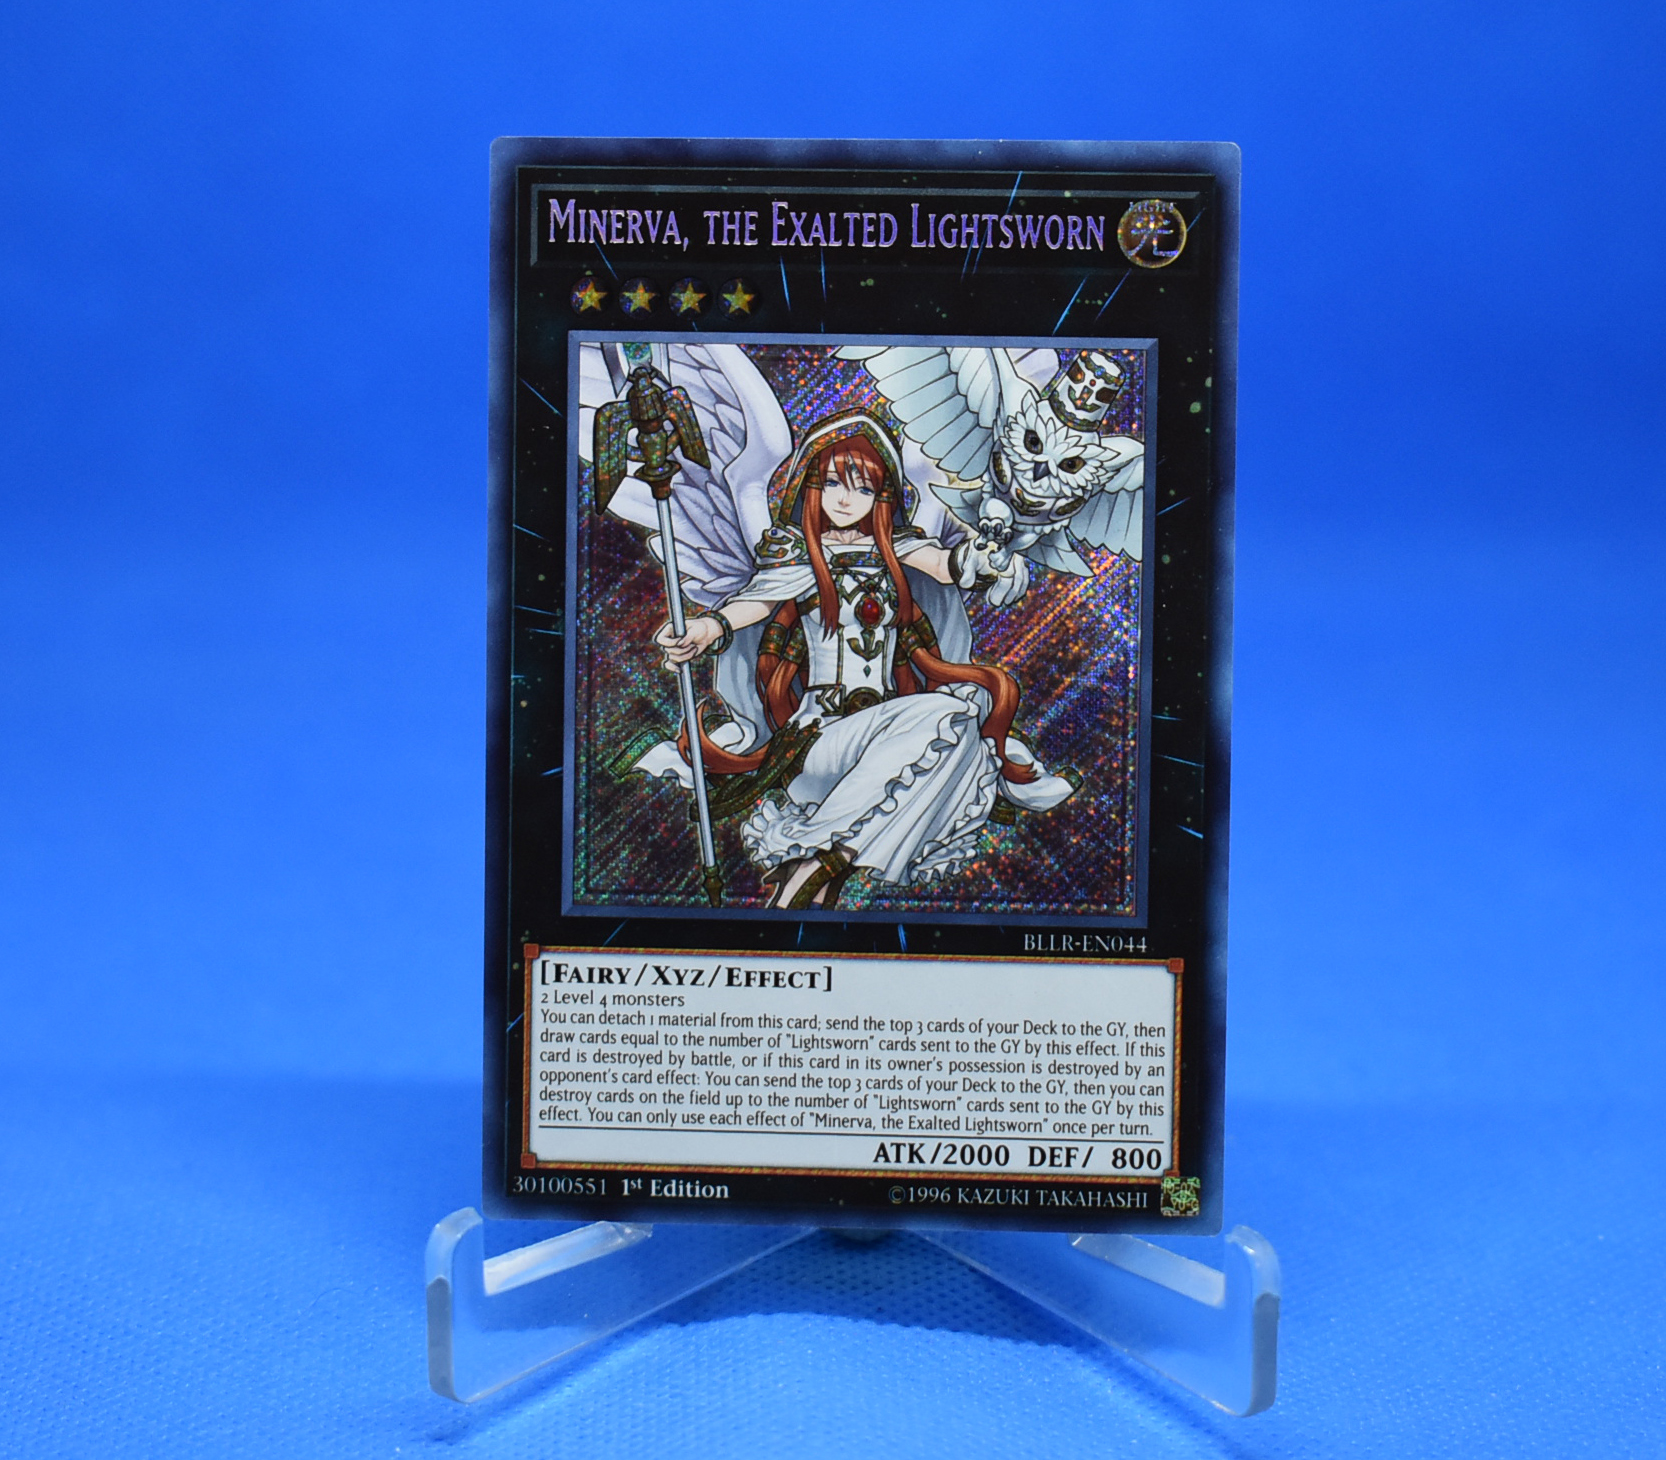 MINERVA, THE EXALTED LIGHTSWORN
LIGHT
光
BLLR-EN044
[FAIRY/XYZ/EFFECT]
2 Level 4 monsters
You can detach 1 material from this card; send the top 3 cards of your Deck to the GY, then
draw cards equal to the number of "Lightsworn" cards sent to the GY by this effect. If this
card is destroyed by battle, or if this card in its owner's possession is destroyed by an
opponent's card effect: You can send the top 3 cards of your Deck to the GY, then you can
destroy cards on the field up to the number of "Lightsworn" cards sent to the GY by this
effect. You can only use each effect of "Minerva, the Exalted Lightsworn" once per turn.
ATK/2000 DEF/ 800
30100551 1st Edition
©1996 KAZUKI TAKAHASHI